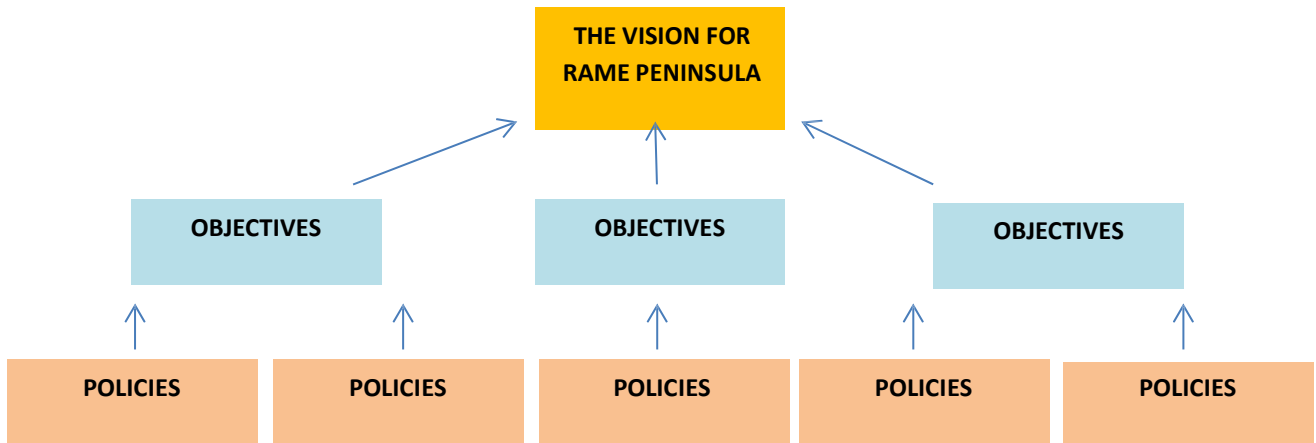 THE VISION FOR
RAME PENINSULA
OBJECTIVES
OBJECTIVES
OBJECTIVES
POLICIES
POLICIES
POLICIES
POLICIES
POLICIES